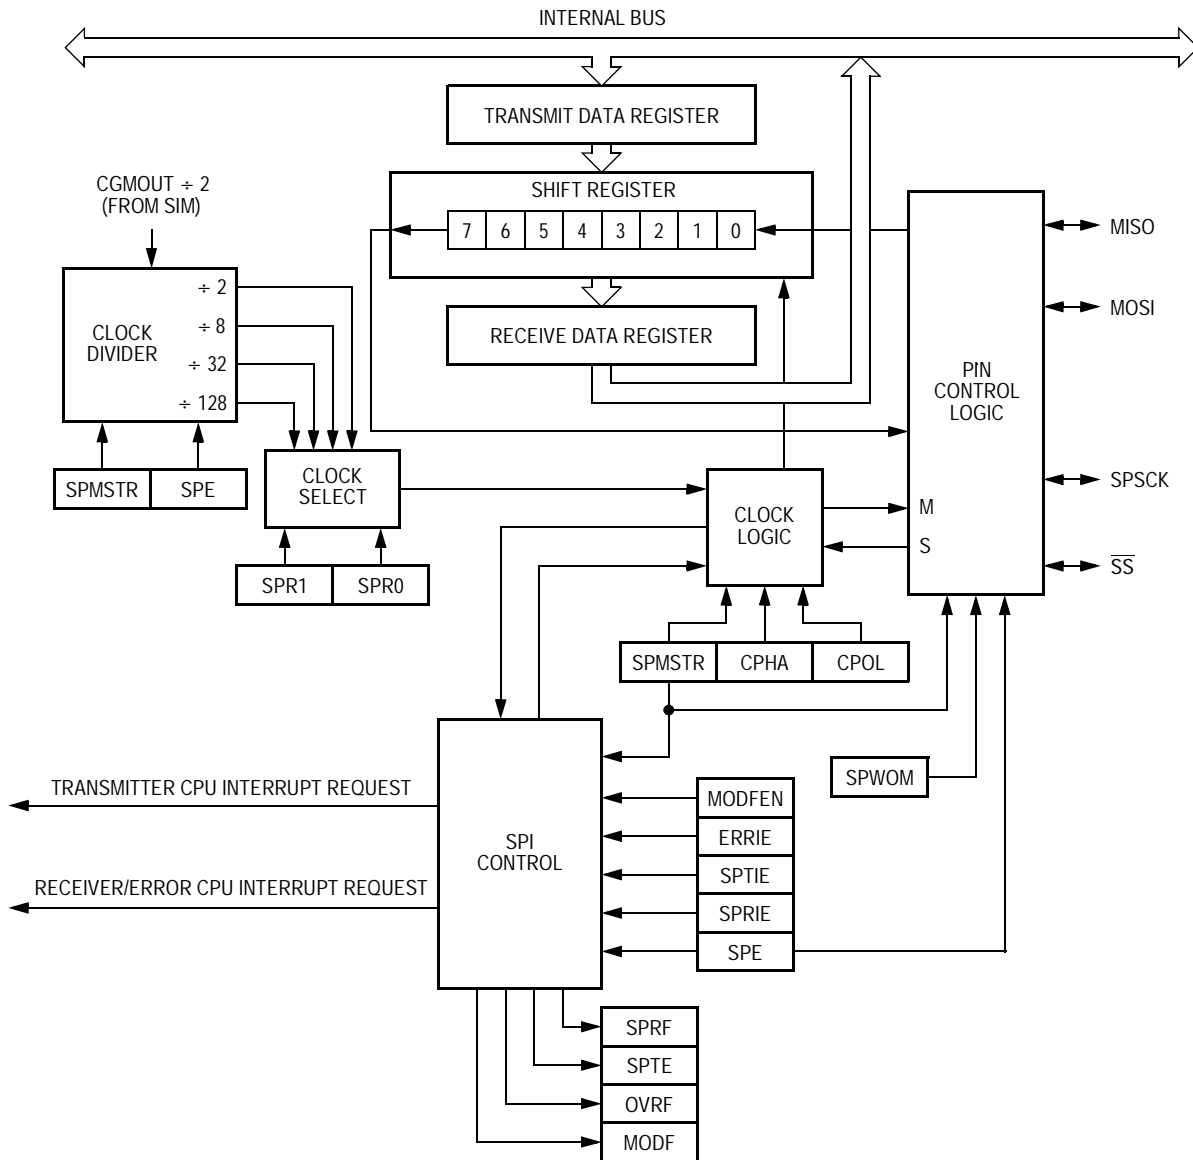 INTERNAL BUS
TRANSMIT DATA REGISTER
CGMOUT ÷ 2
(FROM SIM)
SHIFT REGISTER
7 6 5 4 3 2 1 0
MISO
÷ 2
÷ 8
÷ 32
÷ 128
CLOCK
DIVIDER
RECEIVE DATA REGISTER
MOSI
PIN
CONTROL
LOGIC
SPMSTR SPE
CLOCK
SELECT
SPSCK
CLOCK
LOGIC
M
S
SS
SPR1 SPR0
SPMSTR CPHA CPOL
SPWOM
TRANSMITTER CPU INTERRUPT REQUEST
MODFEN
ERRIE
SPTIE
SPRIE
SPE
SPI
CONTROL
RECEIVER/ERROR CPU INTERRUPT REQUEST
SPRF
SPTE
OVRF
MODF